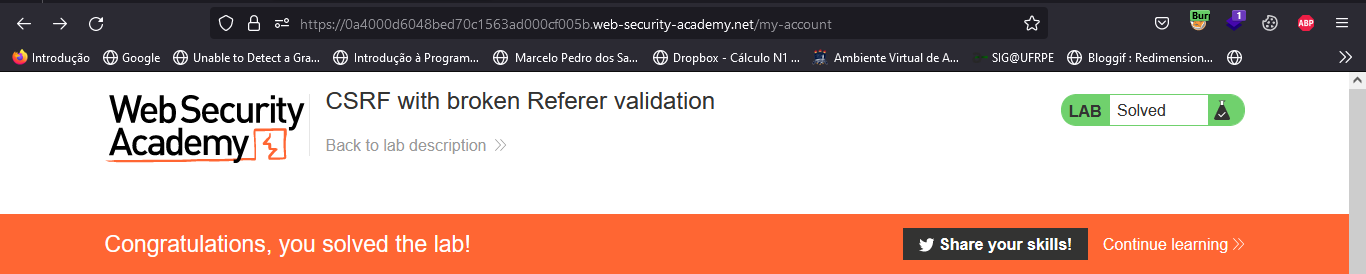 https://0a4000d6048bed70c1563ad000cf005b.web-security-academy.net/my-account
Bur
1
ABP
Introdução Google Unable to Detect a Gra... Introdução à Program... Marcelo Pedro dos Sa... Dropbox - Cálculo N1 ... Ambiente Virtual de A... SIG@UFRPE Bloggif : Redimension...
Web Security
Academy
CSRF with broken Referer validation
Back to lab description
LAB Solved
Congratulations, you solved the lab!
Share your skills!
Continue learning